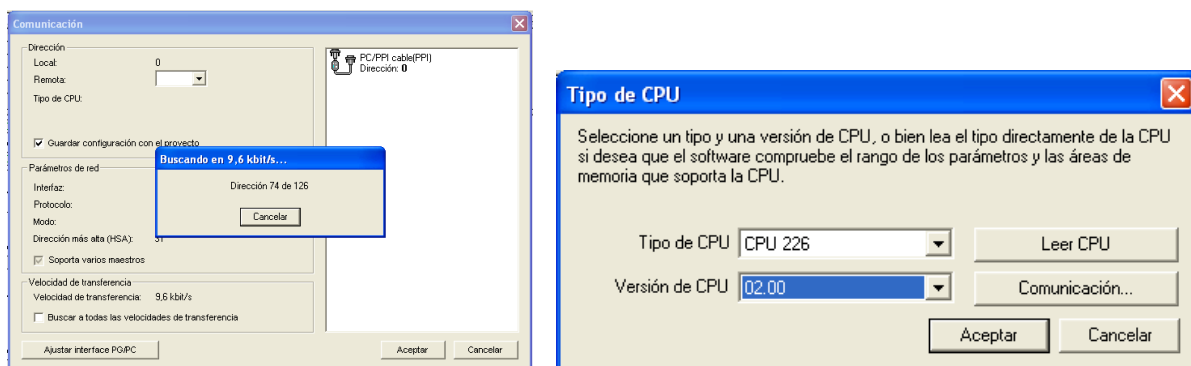 Comunicación
Dirección
Local: 0
Remota:
Tipo de CPU:
Guardar configuración con el proyecto
Parámetros de red
Interfaz:
Protocolo:
Modo:
Dirección más alta (HSA): 31
Soporta varios maestros
Velocidad de transferencia
Velocidad de transferencia: 9,6 kbit/s
Buscar a todas las velocidades de transferencia
Ajustar interface PG/PC
Aceptar
Cancelar
PC/PPI cable(PPI)
Dirección: 0
Buscando en 9,6 kbit/s...
Dirección 74 de 126
Cancelar
Tipo de CPU
Seleccione un tipo y una versión de CPU, o bien lea el tipo directamente de la CPU
si desea que el software compruebe el rango de los parámetros y las áreas de
memoria que soporta la CPU.
Tipo de CPU CPU 226 Leer CPU
Versión de CPU 02.00 Comunicación...
Aceptar Cancelar